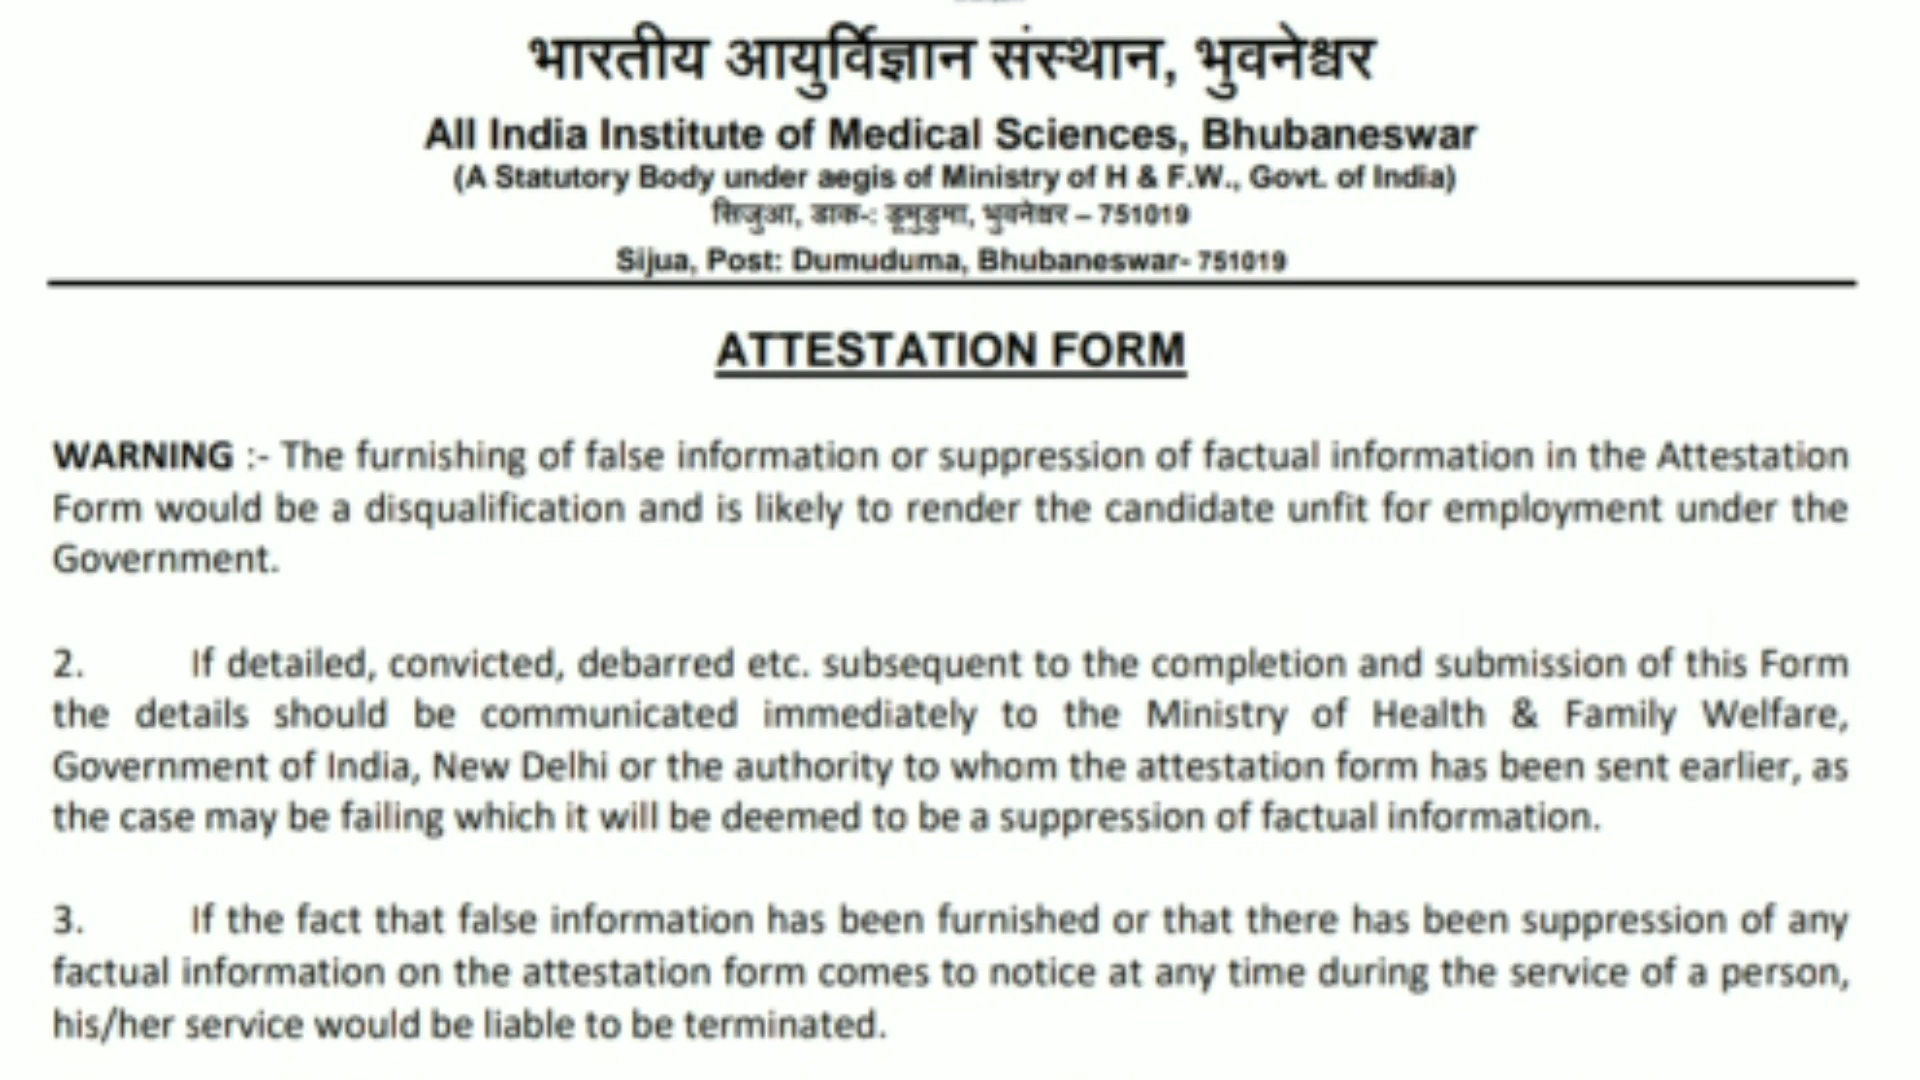 भारतीय आयुर्विज्ञान संस्थान, भुवनेश्वर
All India Institute of Medical Sciences, Bhubaneswar
(A Statutory Body under aegis of Ministry of H & F.W., Govt. of India)
सिजुआ, डाक-: डूमुडुमा, भुवनेश्वर – 751019
Sijua, Post: Dumuduma, Bhubaneswar- 751019
ATTESTATION FORM
WARNING :- The furnishing of false information or suppression of factual information in the Attestation
Form would be a disqualification and is likely to render the candidate unfit for employment under the
Government.
2. If detailed, convicted, debarred etc. subsequent to the completion and submission of this Form
the details should be communicated immediately to the Ministry of Health & Family Welfare,
Government of India, New Delhi or the authority to whom the attestation form has been sent earlier, as
the case may be failing which it will be deemed to be a suppression of factual information.
3. If the fact that false information has been furnished or that there has been suppression of any
factual information on the attestation form comes to notice at any time during the service of a person,
his/her service would be liable to be terminated.